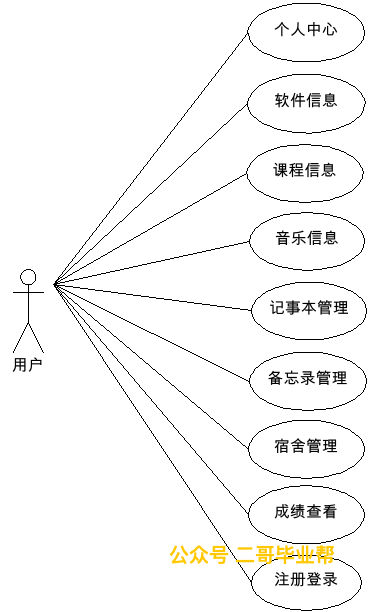 个人中心
软件信息
课程信息
音乐信息
记事本管理
用户
备忘录管理
宿舍管理
成绩查看
公众号 二哥毕业帮
注册登录